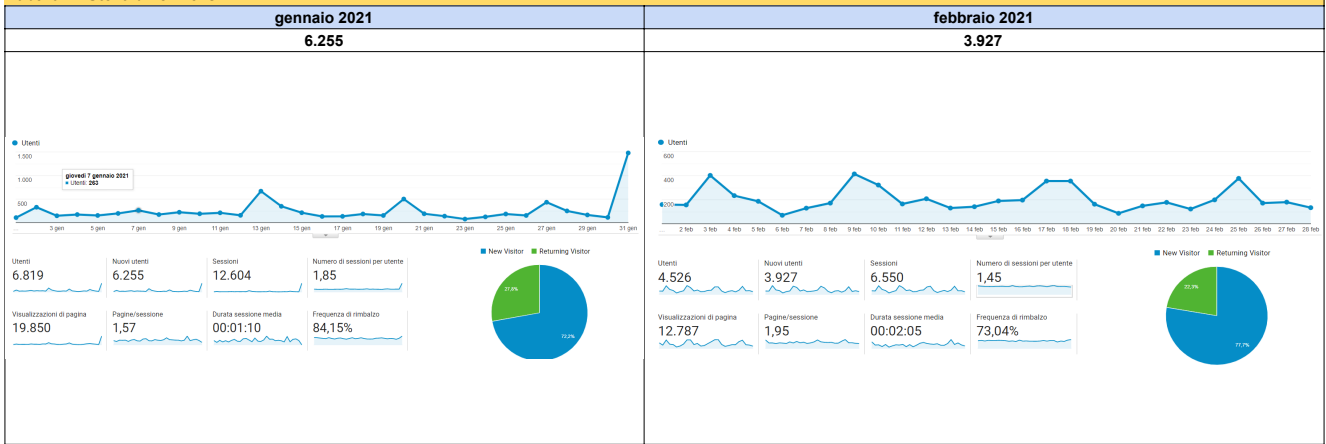 gennaio 2021
febbraio 2021
6.255
3.927
Utenti
1.500
1.000
500
giovedì 7 gennaio 2021
Utenti: 263
...
3 gen
5 gen
7 gen
9 gen
11 gen
13 gen
15 gen
17 gen
19 gen
21 gen
23 gen
25 gen
27 gen
29 gen
31 gen
New Visitor
Returning Visitor
Utenti
6.819
Nuovi utenti
6.255
Sessioni
12.604
Numero di sessioni per utente
1,85
Visualizzazioni di pagina
19.850
Pagine/sessione
1,57
Durata sessione media
00:01:10
Frequenza di rimbalzo
84,15%
27,8%
72,2%
Utenti
600
400
200
...
2 feb
3 feb
4 feb
5 feb
6 feb
7 feb
8 feb
9 feb
10 feb
11 feb
12 feb
13 feb
14 feb
15 feb
16 feb
17 feb
18 feb
19 feb
20 feb
21 feb
22 feb
23 feb
24 feb
25 feb
26 feb
27 feb
28 feb
New Visitor
Returning Visitor
Utenti
4.526
Nuovi utenti
3.927
Sessioni
6.550
Numero di sessioni per utente
1,45
Visualizzazioni di pagina
12.787
Pagine/sessione
1,95
Durata sessione media
00:02:05
Frequenza di rimbalzo
73,04%
22,3%
77,7%